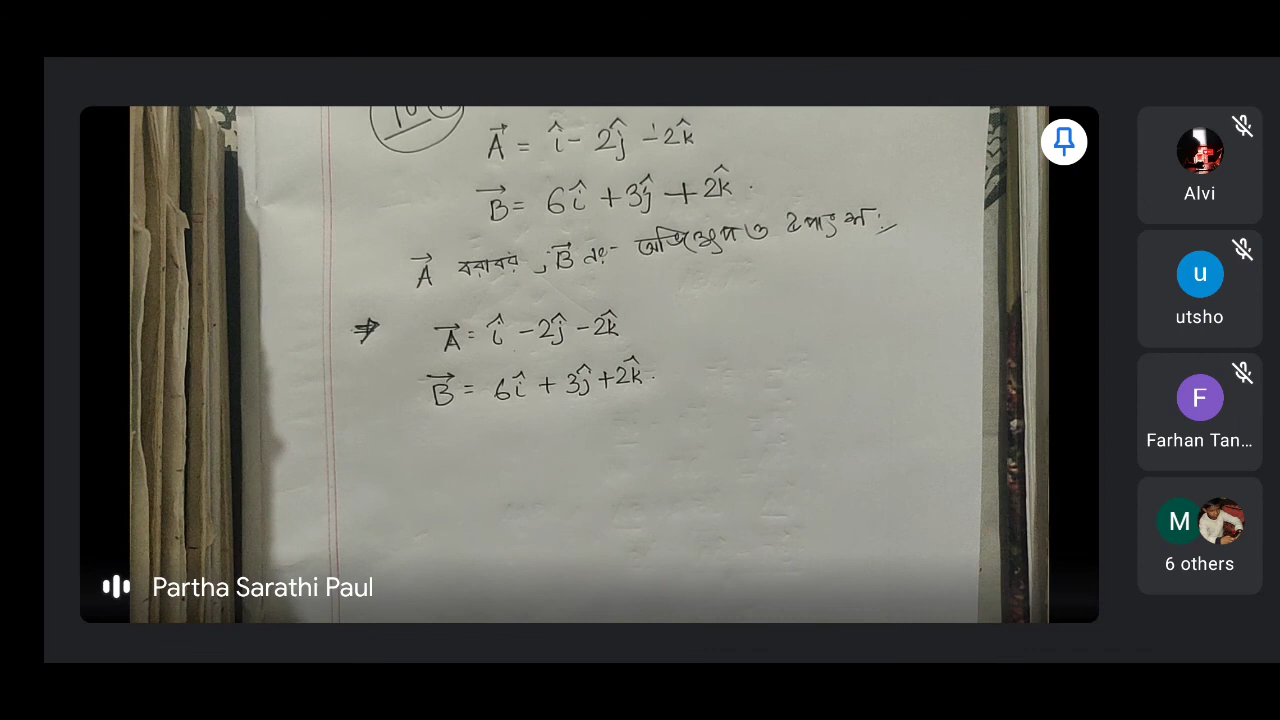 A⃗ = î - 2ĵ - 2k̂
B⃗ = 6î + 3ĵ + 2k̂ .
A⃗ বরাবর , B⃗ এর অভিক্ষেপ ও উপাংশ :
⇒ A⃗ = î - 2ĵ - 2k̂
B⃗ = 6î + 3ĵ + 2k̂ .
Partha Sarathi Paul
Alvi
u
utsho
F
Farhan Tan...
M
6 others